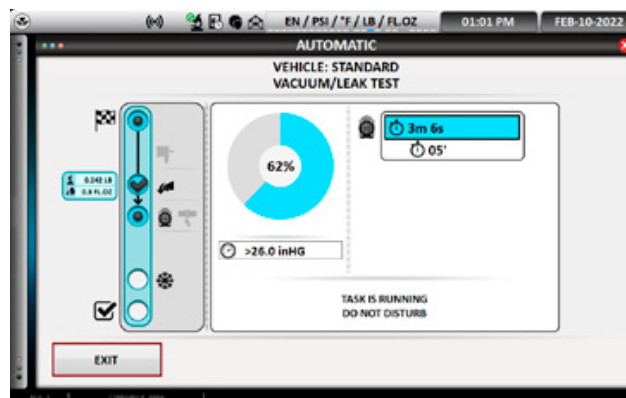 EN / PSI / °F / LB / FL.OZ
01:01 PM
FEB-10-2022
AUTOMATIC
VEHICLE: STANDARD
VACUUM/LEAK TEST
3m 6s
05'
62%
0.242 LB
0.8 FL.OZ
>26.0 inHG
TASK IS RUNNING
DO NOT DISTURB
EXIT